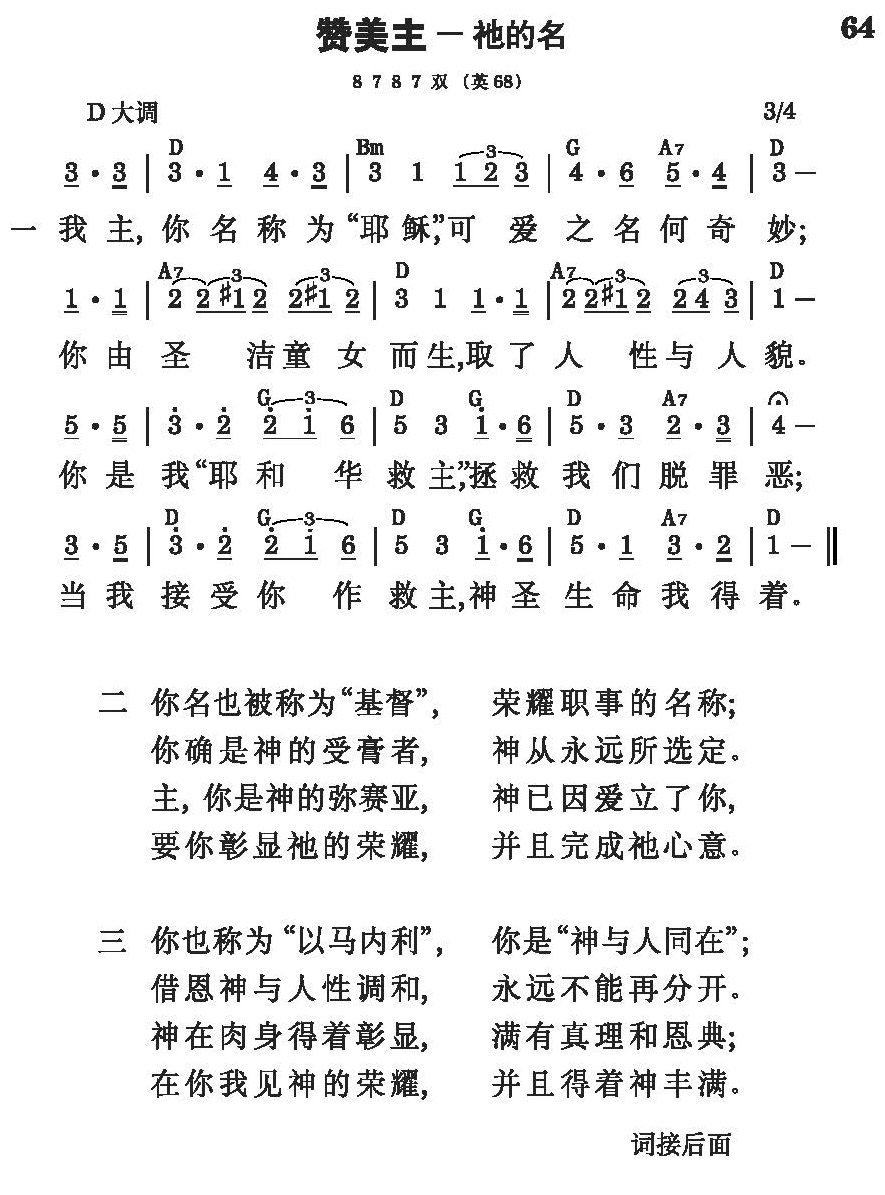 赞美主－祂的名 64
8 7 8 7 双（英68）
D大调 3/4
D Bm 3 G A7 D
3·3 | 3·1 4·3 | 3 1 1 2 3 | 4·6 5·4 | 3－
一 我主, 你名称为“耶稣”,可爱之名何奇妙;
A7 3 3 D A7 3 3 D
1·1 | 2 2 #1 2 2 #1 2 | 3 1 1·1 | 2 2 #1 2 2 4 3 | 1－
你由圣洁童女而生,取了人性与人貌。
G 3 D G D A7
5·5 | 3·2 2 1 6 | 5 3 1·6 | 5·3 2·3 | 4－
你是我“耶和华救主”,拯救我们脱罪恶;
D G 3 D G D A7 D
3·5 | 3·2 2 1 6 | 5 3 1·6 | 5·1 3·2 | 1－ ‖
当我接受你作救主,神圣生命我得着。
二 你名也被称为“基督”, 荣耀职事的名称;
你确是神的受膏者, 神从永远所选定。
主, 你是神的弥赛亚, 神已因爱立了你,
要你彰显祂的荣耀, 并且完成祂心意。
三 你也称为“以马内利”, 你是“神与人同在”;
借恩神与人性调和, 永远不能再分开。
神在肉身得着彰显, 满有真理和恩典;
在你我见神的荣耀, 并且得着神丰满。
词接后面